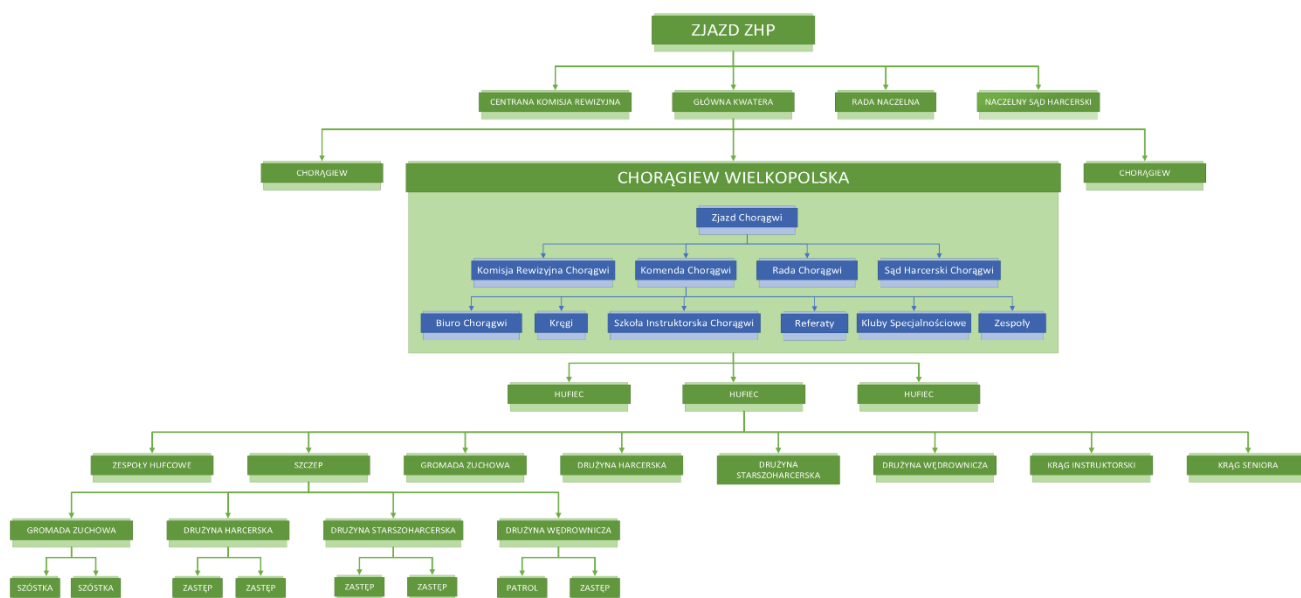 ZJAZD ZHP
CENTRANA KOMISJA REWIZYJNA
GŁÓWNA KWATERA
RADA NACZELNA
NACZELNY SĄD HARCERSKI
CHORĄGIEW
CHORĄGIEW WIELKOPOLSKA
CHORĄGIEW
Zjazd Chorągwi
Komisja Rewizyjna Chorągwi
Komenda Chorągwi
Rada Chorągwi
Sąd Harcerski Chorągwi
Biuro Chorągwi
Kręgi
Szkoła Instruktorska Chorągwi
Referaty
Kluby Specjalnościowe
Zespoły
HUFIEC
HUFIEC
HUFIEC
ZESPOŁY HUFCOWE
SZCZEP
GROMADA ZUCHOWA
DRUŻYNA HARCERSKA
DRUŻYNA
STARSZOHARCERSKA
DRUŻYNA WĘDROWNICZA
KRĄG INSTRUKTORSKI
KRĄG SENIORA
GROMADA ZUCHOWA
DRUŻYNA HARCERSKA
DRUŻYNA STARSZOHARCERSKA
DRUŻYNA WĘDROWNICZA
SZÓSTKA
SZÓSTKA
ZASTĘP
ZASTĘP
ZASTĘP
ZASTĘP
PATROL
ZASTĘP